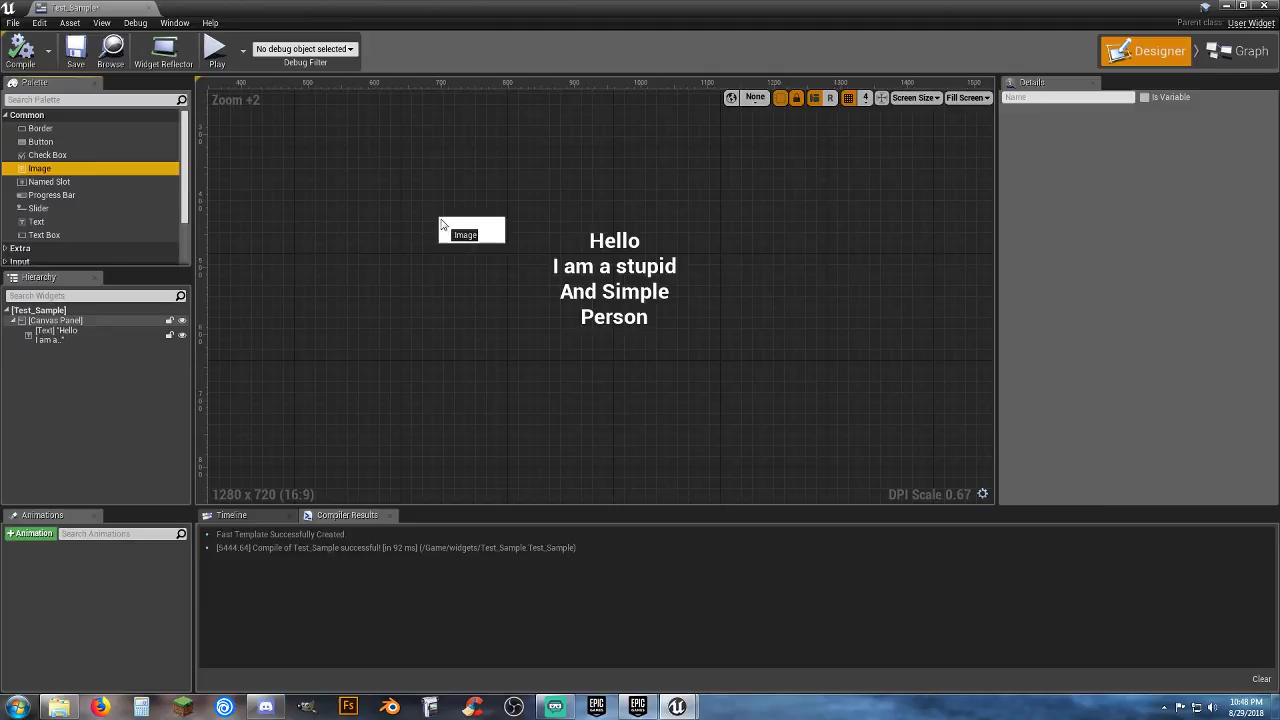 Test_Sample*
File Edit Asset View Debug Window Help
Parent class: User Widget
Compile Save Browse Widget Reflector Play
No debug object selected
Debug Filter
Designer Graph
Palette
Search Palette
Common
Border
Button
Check Box
Image
Named Slot
Progress Bar
Slider
Text
Text Box
Extra
Input
Hierarchy
Search Widgets
[Test_Sample]
[Canvas Panel]
[Text] "Hello
I am a.."
Animations
+Animation
Search Animations
400 600 700 800 900 1000 1100 1200 1300 1400 1500
Zoom +2
None R 4 Screen Size Fill Screen
Image
Hello
I am a stupid
And Simple
Person
1280 x 720 (16:9)
DPI Scale 0.67
Details
Name
Is Variable
Timeline
Compiler Results
Fast Template Successfully Created.
[5444.64] Compile of Test_Sample successful! [in 92 ms] (/Game/widgets/Test_Sample.Test_Sample)
Clear
Fs
EPIC
GAMES
EPIC
GAMES
10:48 PM
8/29/2018